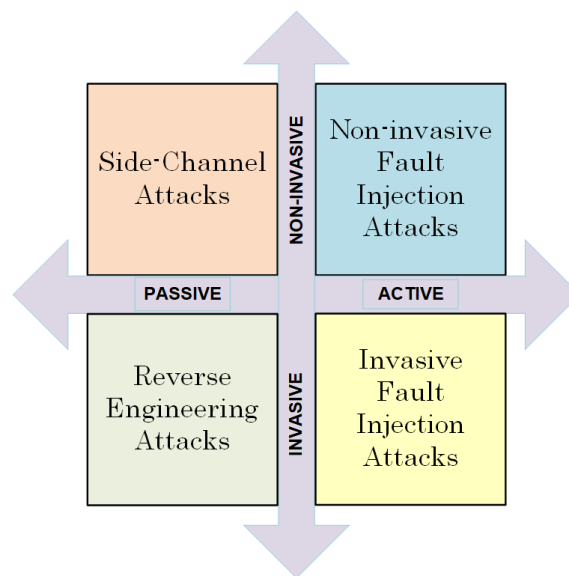 Side-Channel
Attacks
NON-INVASIVE
Non-invasive
Fault
Injection
Attacks
PASSIVE
ACTIVE
Reverse
Engineering
Attacks
INVASIVE
Invasive
Fault
Injection
Attacks